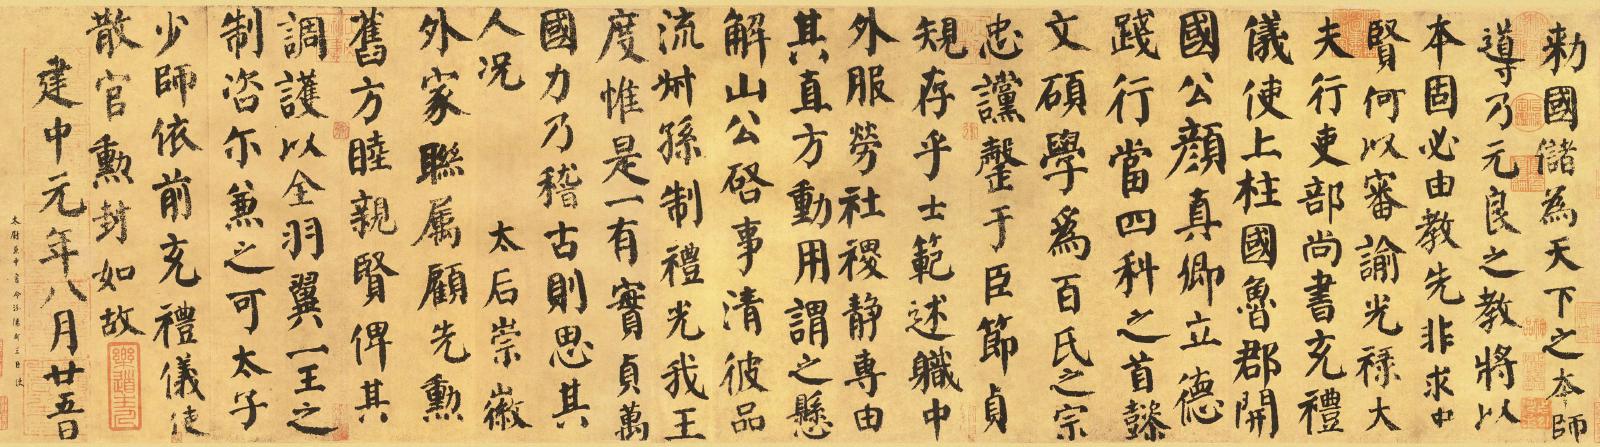 勅國儲為天下之本師
導乃元良之教將以
本固必由教先非求中
賢何以審諭光祿大
夫行吏部尚書充禮
儀使上柱國魯郡開
國公顏真卿立德
踐行當四科之首懿
文碩學為百氏之宗
忠讜罄于臣節貞
規存乎士範述職中
外服勞社稷静專由
其直方動用謂之懸
解山公啓事清彼品
流叔孫制禮光我王
度惟是一有實貞萬
國力乃稽古則思其
人况 太后崇徽
外家聯属顧先勳
舊方睦親賢俾其
調護以全羽翼一王之
制咨尔兼之可太子
少師依前充禮儀使
散官勳封如故
建中元年八月廿五日